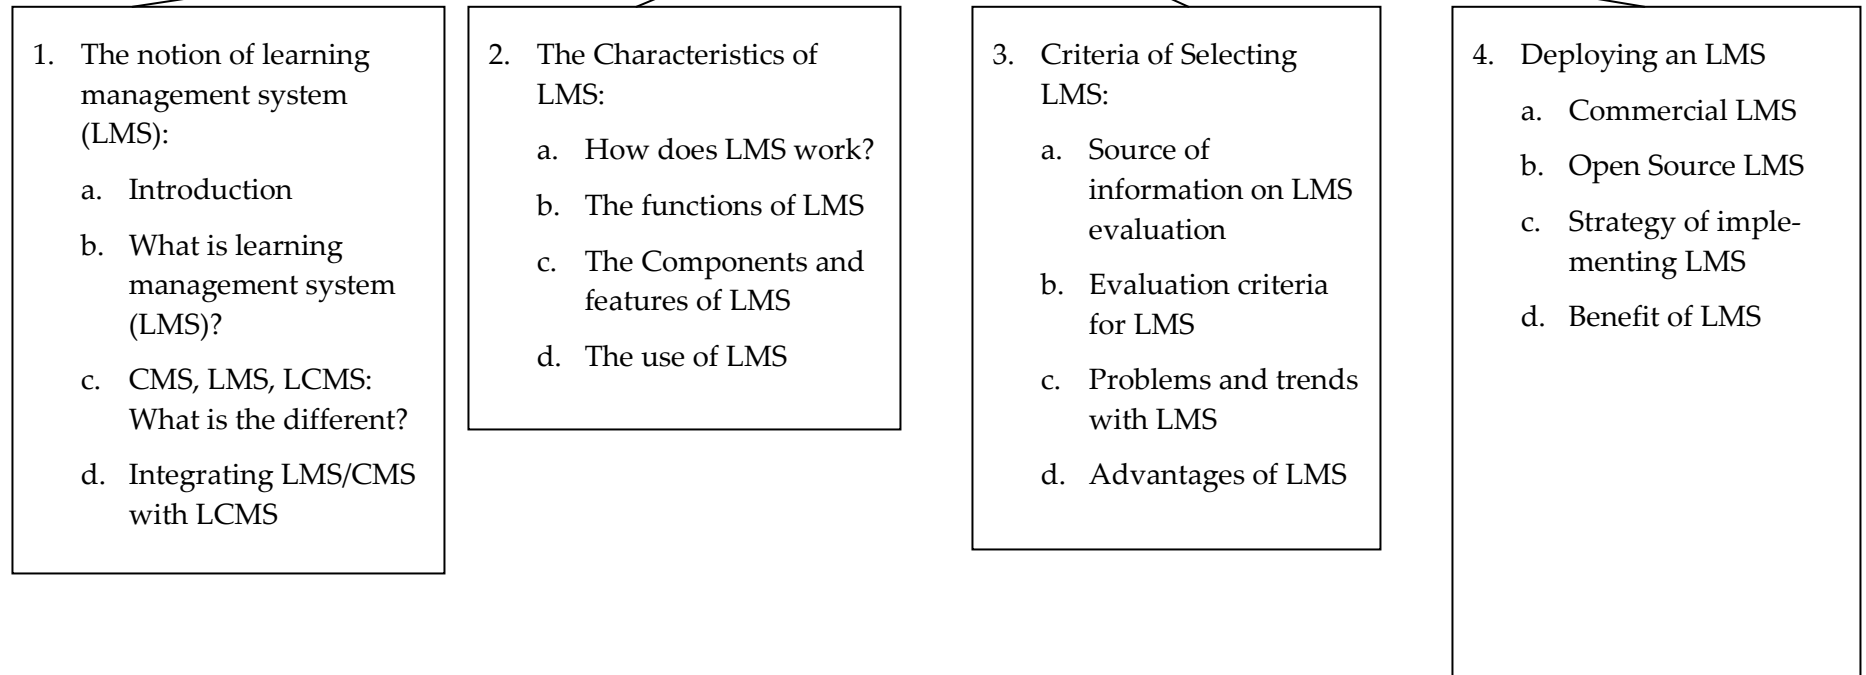 1. The notion of learning
management system
(LMS):
a. Introduction
b. What is learning
management system
(LMS)?
c. CMS, LMS, LCMS:
What is the different?
d. Integrating LMS/CMS
with LCMS
2. The Characteristics of
LMS:
a. How does LMS work?
b. The functions of LMS
c. The Components and
features of LMS
d. The use of LMS
3. Criteria of Selecting
LMS:
a. Source of
information on LMS
evaluation
b. Evaluation criteria
for LMS
c. Problems and trends
with LMS
d. Advantages of LMS
4. Deploying an LMS
a. Commercial LMS
b. Open Source LMS
c. Strategy of imple-
menting LMS
d. Benefit of LMS